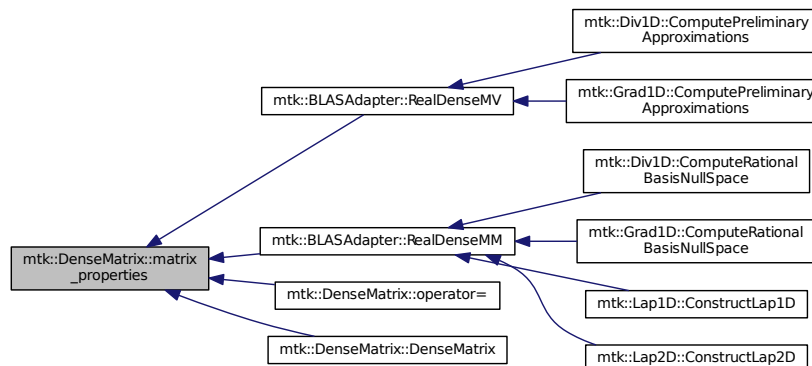 mtk::Div1D::ComputePreliminary
Approximations
mtk::BLASAdapter::RealDenseMV
mtk::Grad1D::ComputePreliminary
Approximations
mtk::Div1D::ComputeRational
BasisNullSpace
mtk::DenseMatrix::matrix
_properties
mtk::BLASAdapter::RealDenseMM
mtk::Grad1D::ComputeRational
BasisNullSpace
mtk::DenseMatrix::operator=
mtk::Lap1D::ConstructLap1D
mtk::DenseMatrix::DenseMatrix
mtk::Lap2D::ConstructLap2D